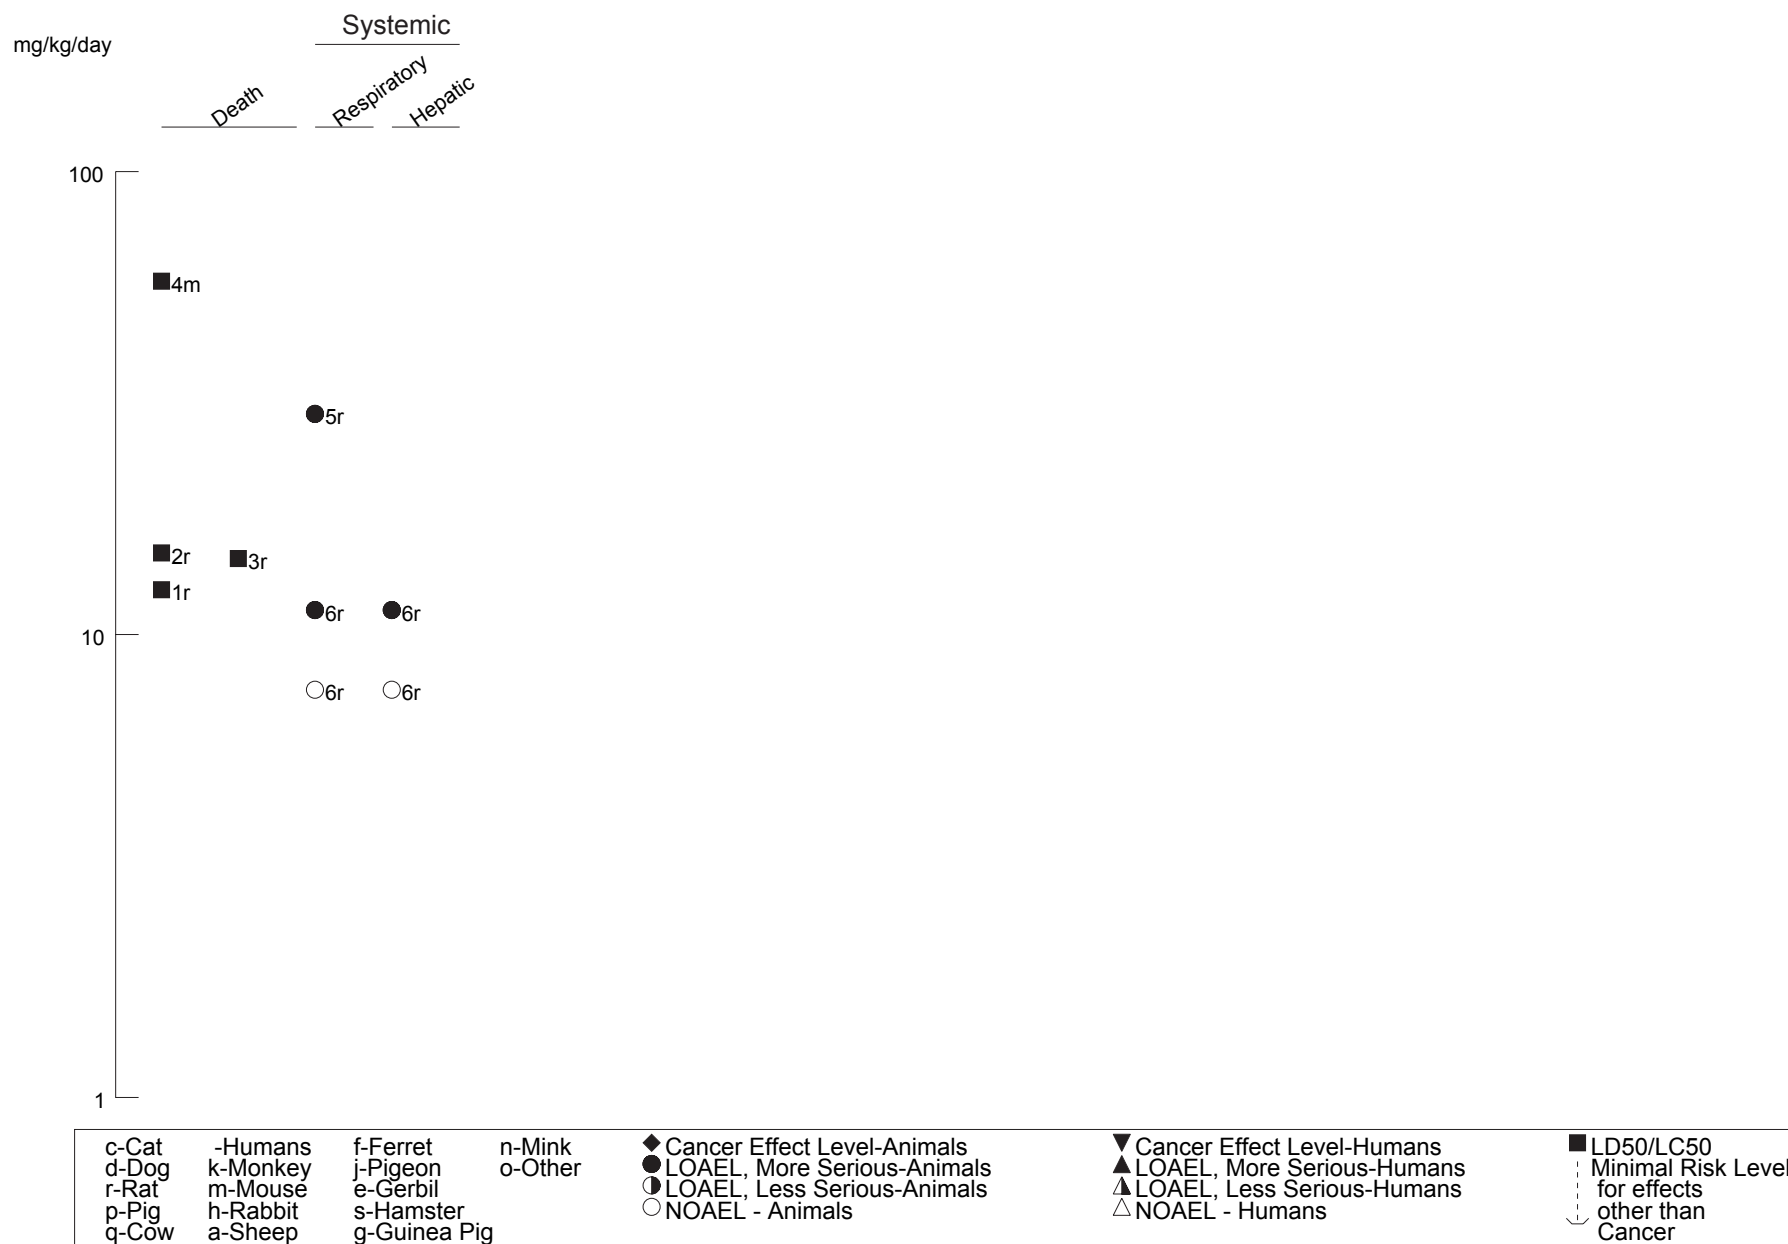 Systemic
mg/kg/day
Death
Respiratory
Hepatic
100
4m
5r
2r
3r
1r
6r
6r
10
6r
6r
1
c-Cat -Humans f-Ferret n-Mink Cancer Effect Level-Animals Cancer Effect Level-Humans LD50/LC50
d-Dog k-Monkey j-Pigeon o-Other LOAEL, More Serious-Animals LOAEL, More Serious-Humans Minimal Risk Level
r-Rat m-Mouse e-Gerbil LOAEL, Less Serious-Animals LOAEL, Less Serious-Humans for effects
p-Pig h-Rabbit s-Hamster NOAEL - Animals NOAEL - Humans other than
q-Cow a-Sheep g-Guinea Pig Cancer